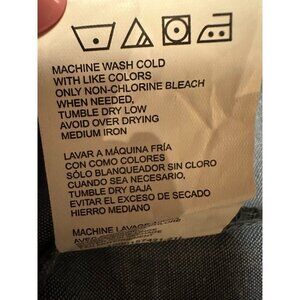 MACHINE WASH COLD
WITH LIKE COLORS
ONLY NON-CHLORINE BLEACH
WHEN NEEDED,
TUMBLE DRY LOW
AVOID OVER DRYING
MEDIUM IRON
LAVAR A MÁQUINA FRÍA
CON COMO COLORES
SÓLO BLANQUEADOR SIN CLORO
CUANDO SEA NECESARIO,
TUMBLE DRY BAJA
EVITAR EL EXCESO DE SECADO
HIERRO MEDIANO
MACHINE LAVAGE